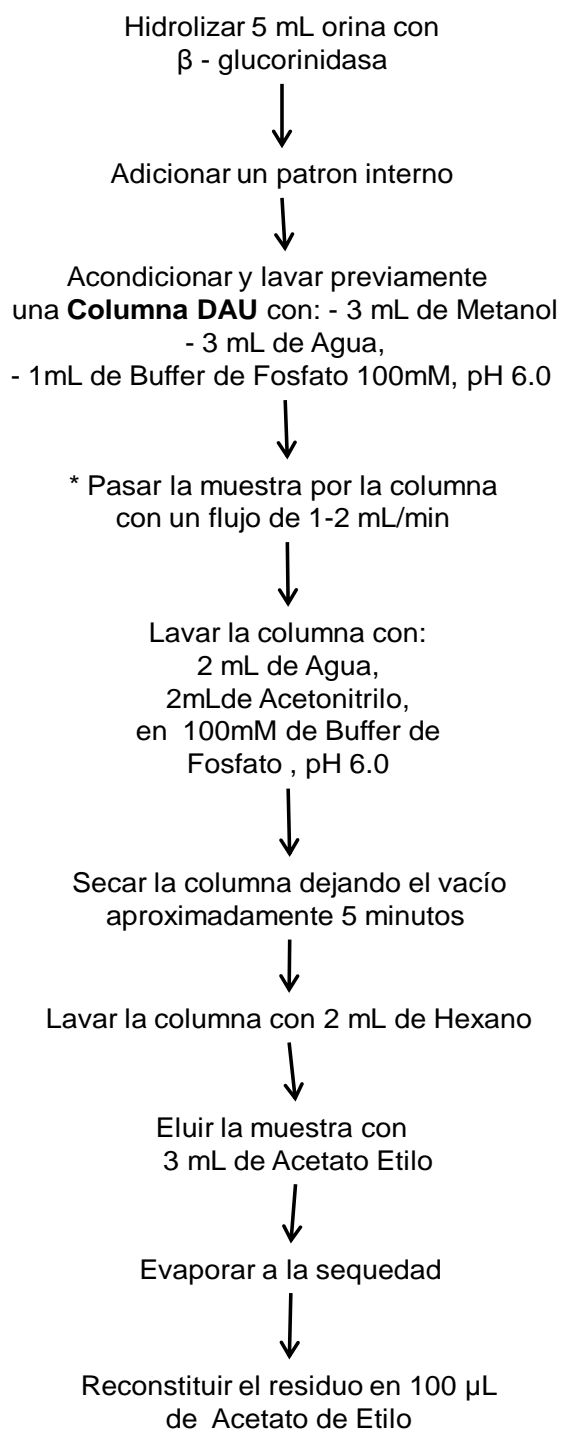 Hidrolizar 5 mL orina con
β - glucorinidasa
Adicionar un patron interno
Acondicionar y lavar previamente
una Columna DAU con: - 3 mL de Metanol
- 3 mL de Agua,
- 1mL de Buffer de Fosfato 100mM, pH 6.0
* Pasar la muestra por la columna
con un flujo de 1-2 mL/min
Lavar la columna con:
2 mL de Agua,
2mLde Acetonitrilo,
en 100mM de Buffer de
Fosfato , pH 6.0
Secar la columna dejando el vacío
aproximadamente 5 minutos
Lavar la columna con 2 mL de Hexano
Eluir la muestra con
3 mL de Acetato Etilo
Evaporar a la sequedad
Reconstituir el residuo en 100 µL
de Acetato de Etilo